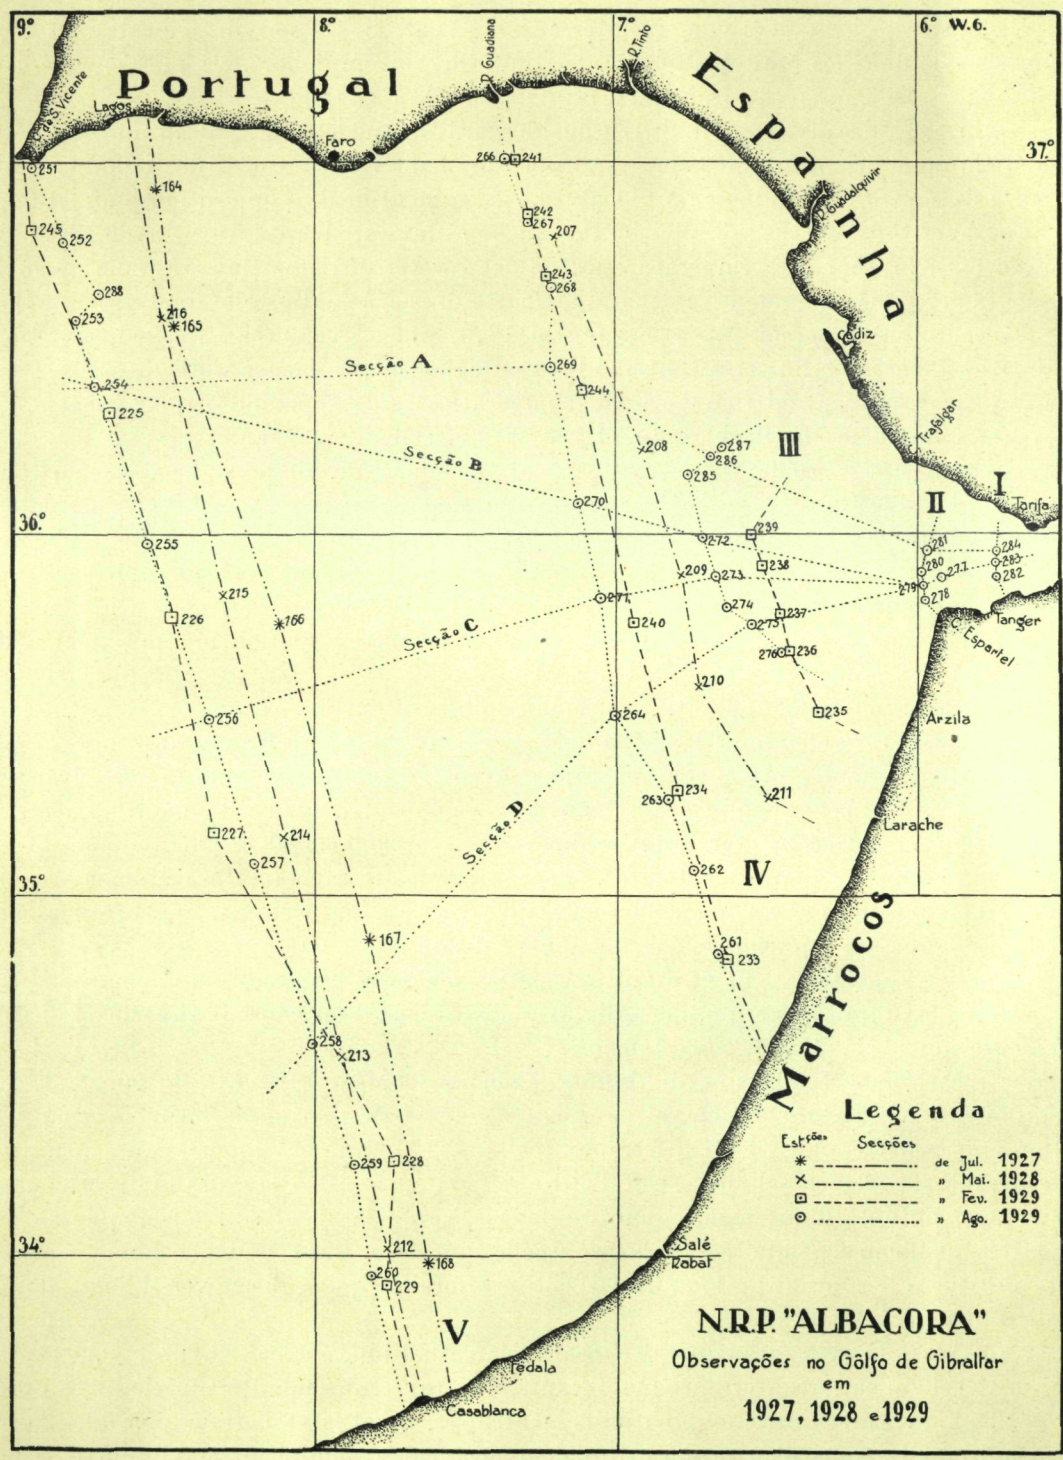 9.° 8.° 7.° 6.° W.G.
Portugal
Espanha
C. de S. Vicente
Lagos
Faro
R. Guadiana
R. Tinto
R. Guadalquivir
37.°
251
164
266 241
245
252
242
267
207
288
243
268
253
216
165
Cádiz
Secção A
269
254
244
225
Trafalgar
208
287
286
III
Secção B
285
I
II
Tarifa
270
36.°
239
272
281
284
255
280
283
238
277
209
273
282
279
215
271
278
274
237
226
166
240
275
Tanger
C. Espartel
Secção C
276 236
210
256
264
235
Arzila
263 234
211
Larache
Secção D
227
214
257
262
IV
35.°
Marrocos
167
261
233
258
213
Legenda
Est.ções Secções
de Jul. 1927
" Mai. 1928
" Fev. 1929
" Ago. 1929
259 228
212
34.°
168
Salé
Rabat
260
229
V
N.R.P. "ALBACORA"
Observações no Gôlfo de Gibraltar
em
1927, 1928 e 1929
Fedala
Casablanca